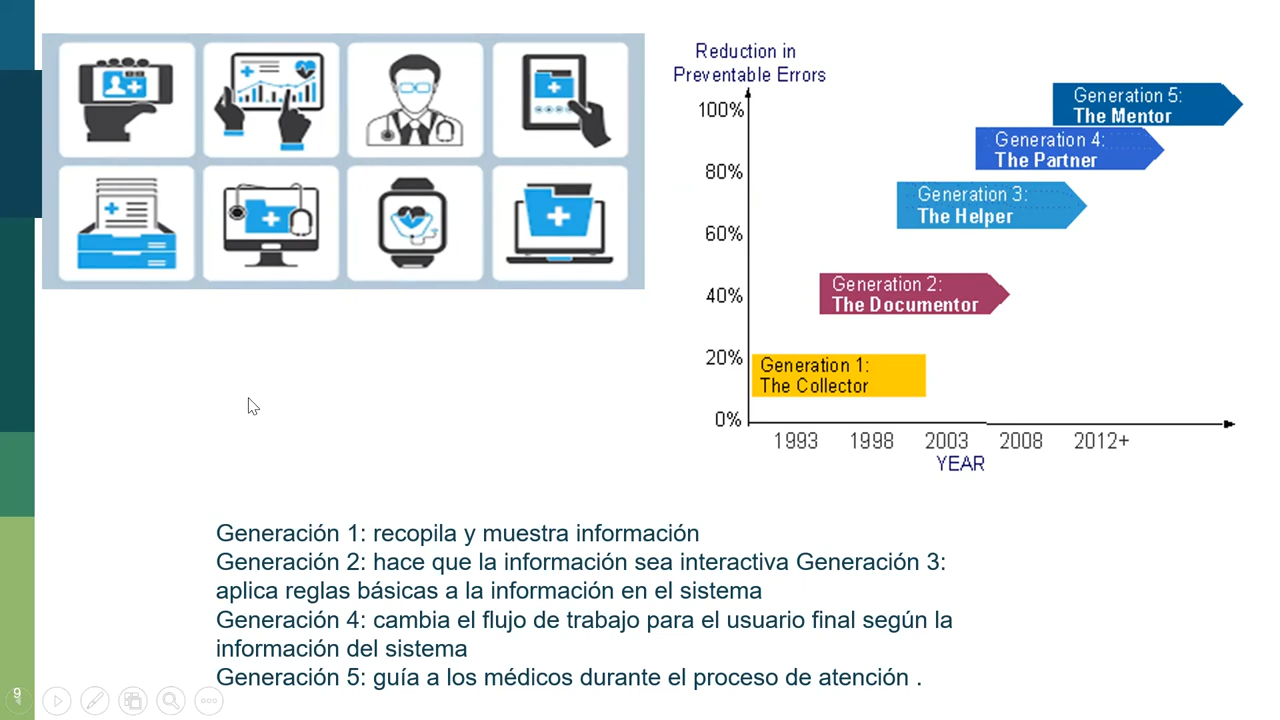 Reduction in
Preventable Errors
100%
80%
60%
40%
20%
0%
Generation 5:
The Mentor
Generation 4:
The Partner
Generation 3:
The Helper
Generation 2:
The Documentor
Generation 1:
The Collector
1993 1998 2003 2008 2012+
YEAR
Generación 1: recopila y muestra información
Generación 2: hace que la información sea interactiva Generación 3:
aplica reglas básicas a la información en el sistema
Generación 4: cambia el flujo de trabajo para el usuario final según la
información del sistema
Generación 5: guía a los médicos durante el proceso de atención .
9